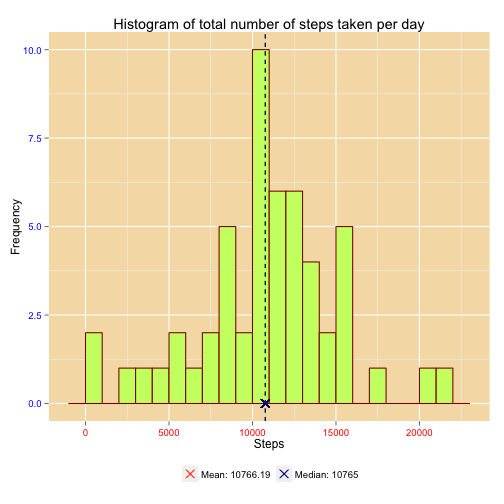 Histogram of total number of steps taken per day
10.0
7.5
5.0
2.5
0.0
Frequency
0 5000 10000 15000 20000
Steps
Mean: 10766.19 Median: 10765